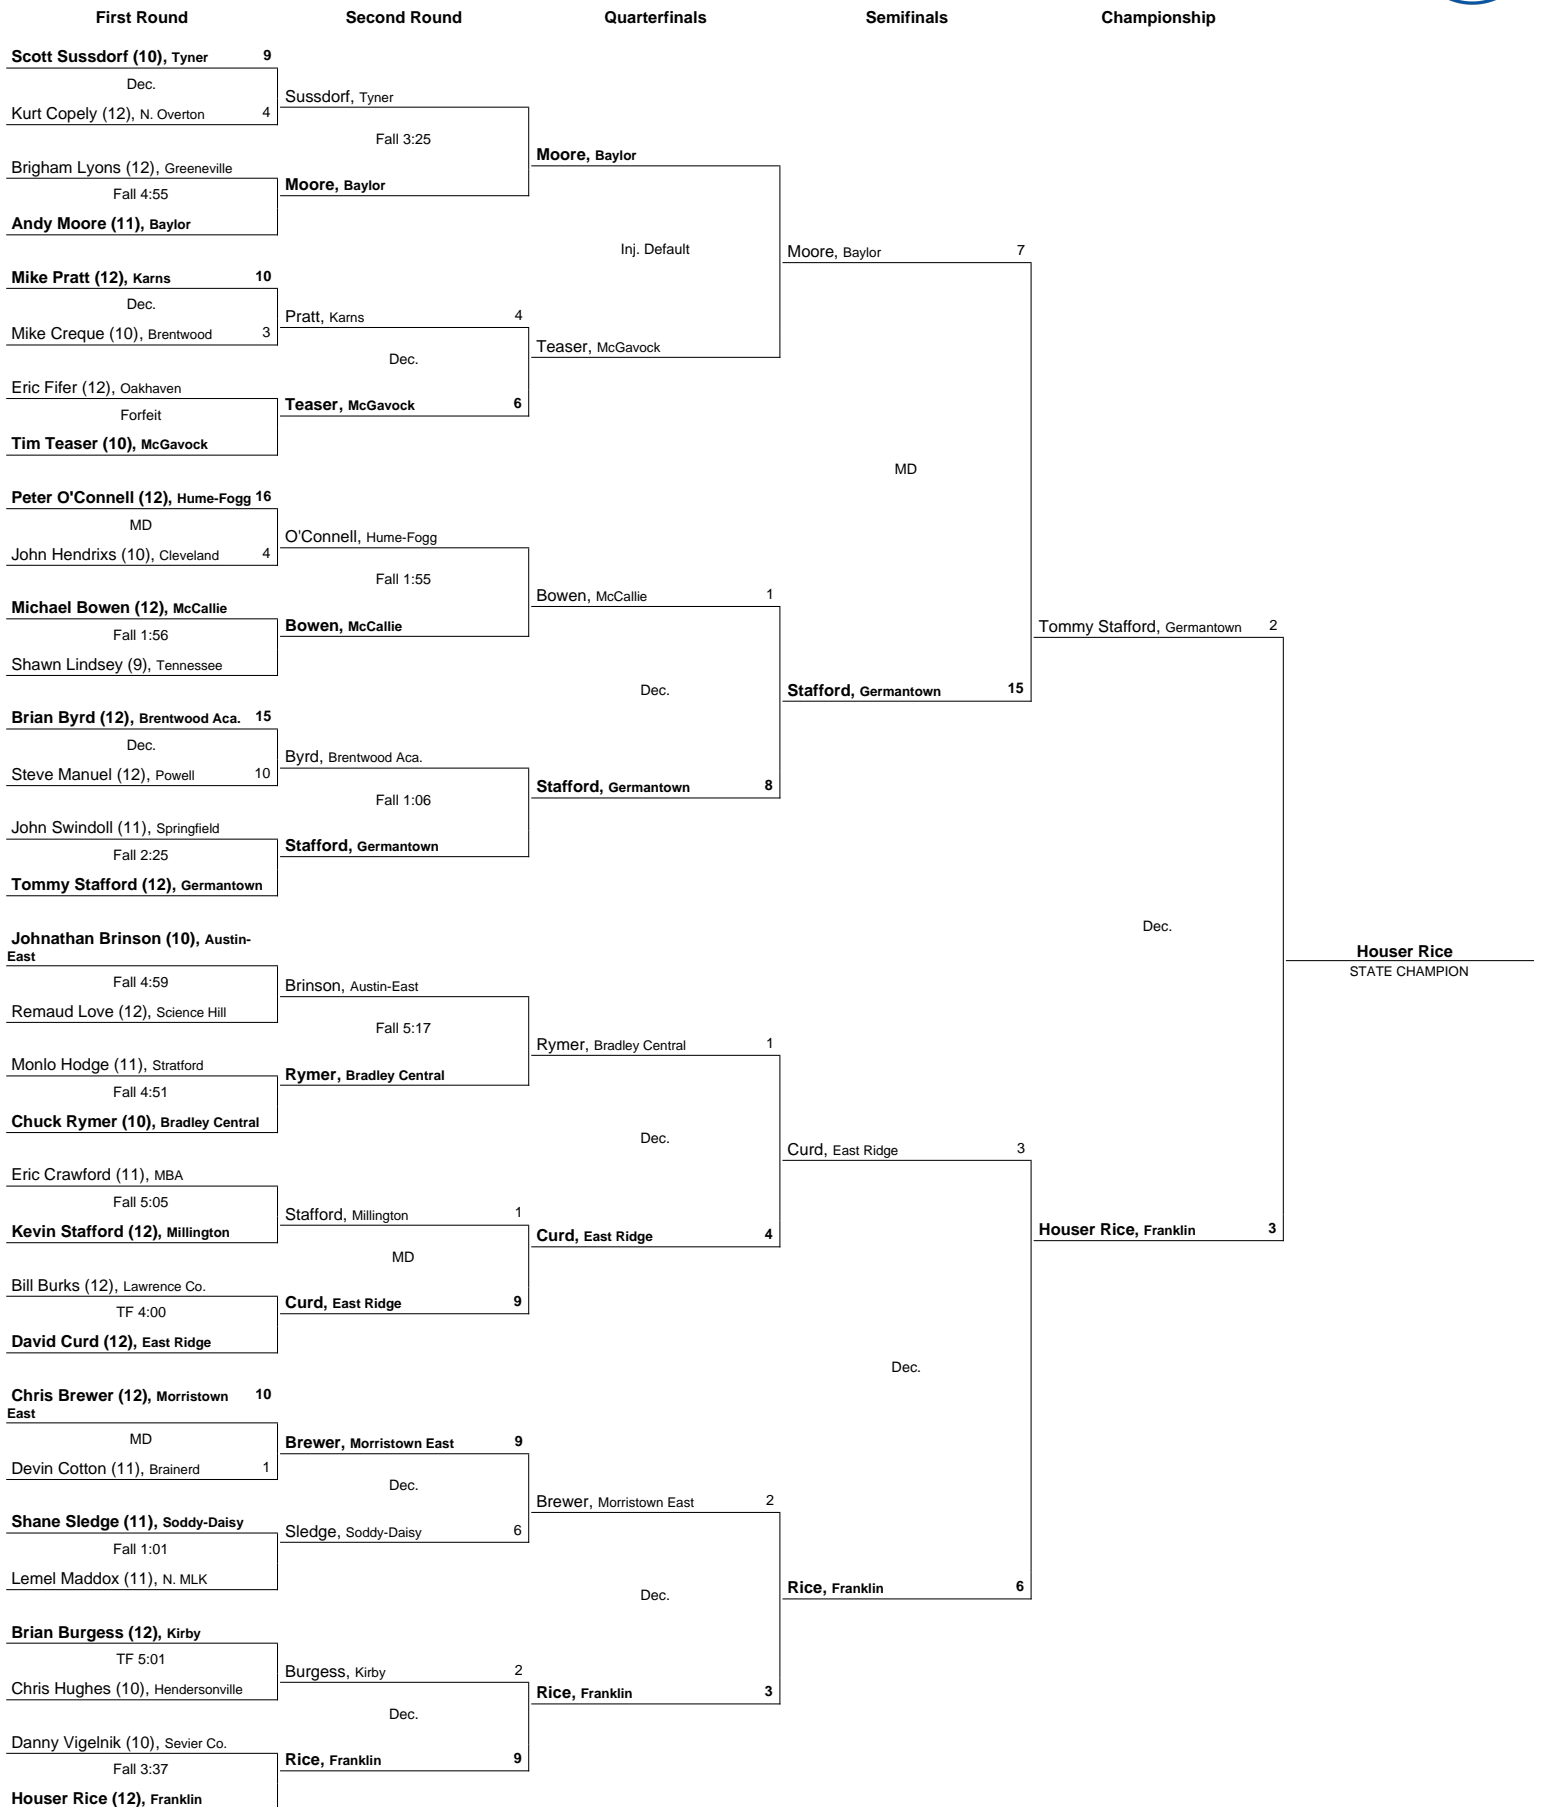 First Round
Second Round
Quarterfinals
Semifinals
Championship
Scott Sussdorf (10), Tyner 9
Dec.
Kurt Copely (12), N. Overton 4
Brigham Lyons (12), Greeneville
Fall 4:55
Andy Moore (11), Baylor
Mike Pratt (12), Karns 10
Dec.
Mike Creque (10), Brentwood 3
Eric Fifer (12), Oakhaven
Forfeit
Tim Teaser (10), McGavock
Peter O'Connell (12), Hume-Fogg 16
MD
John Hendrixs (10), Cleveland 4
Michael Bowen (12), McCallie
Fall 1:56
Shawn Lindsey (9), Tennessee
Brian Byrd (12), Brentwood Aca. 15
Dec.
Steve Manuel (12), Powell 10
John Swindoll (11), Springfield
Fall 2:25
Tommy Stafford (12), Germantown
Johnathan Brinson (10), Austin-
East
Fall 4:59
Remaud Love (12), Science Hill
Monlo Hodge (11), Stratford
Fall 4:51
Chuck Rymer (10), Bradley Central
Eric Crawford (11), MBA
Fall 5:05
Kevin Stafford (12), Millington
Bill Burks (12), Lawrence Co.
TF 4:00
David Curd (12), East Ridge
Chris Brewer (12), Morristown 10
East
MD
Devin Cotton (11), Brainerd 1
Shane Sledge (11), Soddy-Daisy
Fall 1:01
Lemel Maddox (11), N. MLK
Brian Burgess (12), Kirby
TF 5:01
Chris Hughes (10), Hendersonville
Danny Vigelnik (10), Sevier Co.
Fall 3:37
Houser Rice (12), Franklin
Sussdorf, Tyner
Fall 3:25
Moore, Baylor
Pratt, Karns 4
Dec.
Teaser, McGavock 6
O'Connell, Hume-Fogg
Fall 1:55
Bowen, McCallie
Byrd, Brentwood Aca.
Fall 1:06
Stafford, Germantown
Brinson, Austin-East
Fall 5:17
Rymer, Bradley Central
Stafford, Millington 1
MD
Curd, East Ridge 9
Brewer, Morristown East 9
Dec.
Sledge, Soddy-Daisy 6
Burgess, Kirby 2
Dec.
Rice, Franklin 9
Moore, Baylor
Inj. Default
Teaser, McGavock
Bowen, McCallie 1
Dec.
Stafford, Germantown 8
Rymer, Bradley Central 1
Dec.
Curd, East Ridge 4
Brewer, Morristown East 2
Dec.
Rice, Franklin 3
Moore, Baylor 7
MD
Stafford, Germantown 15
Curd, East Ridge 3
Dec.
Rice, Franklin 6
Tommy Stafford, Germantown 2
Dec.
Houser Rice, Franklin 3
Houser Rice
STATE CHAMPION